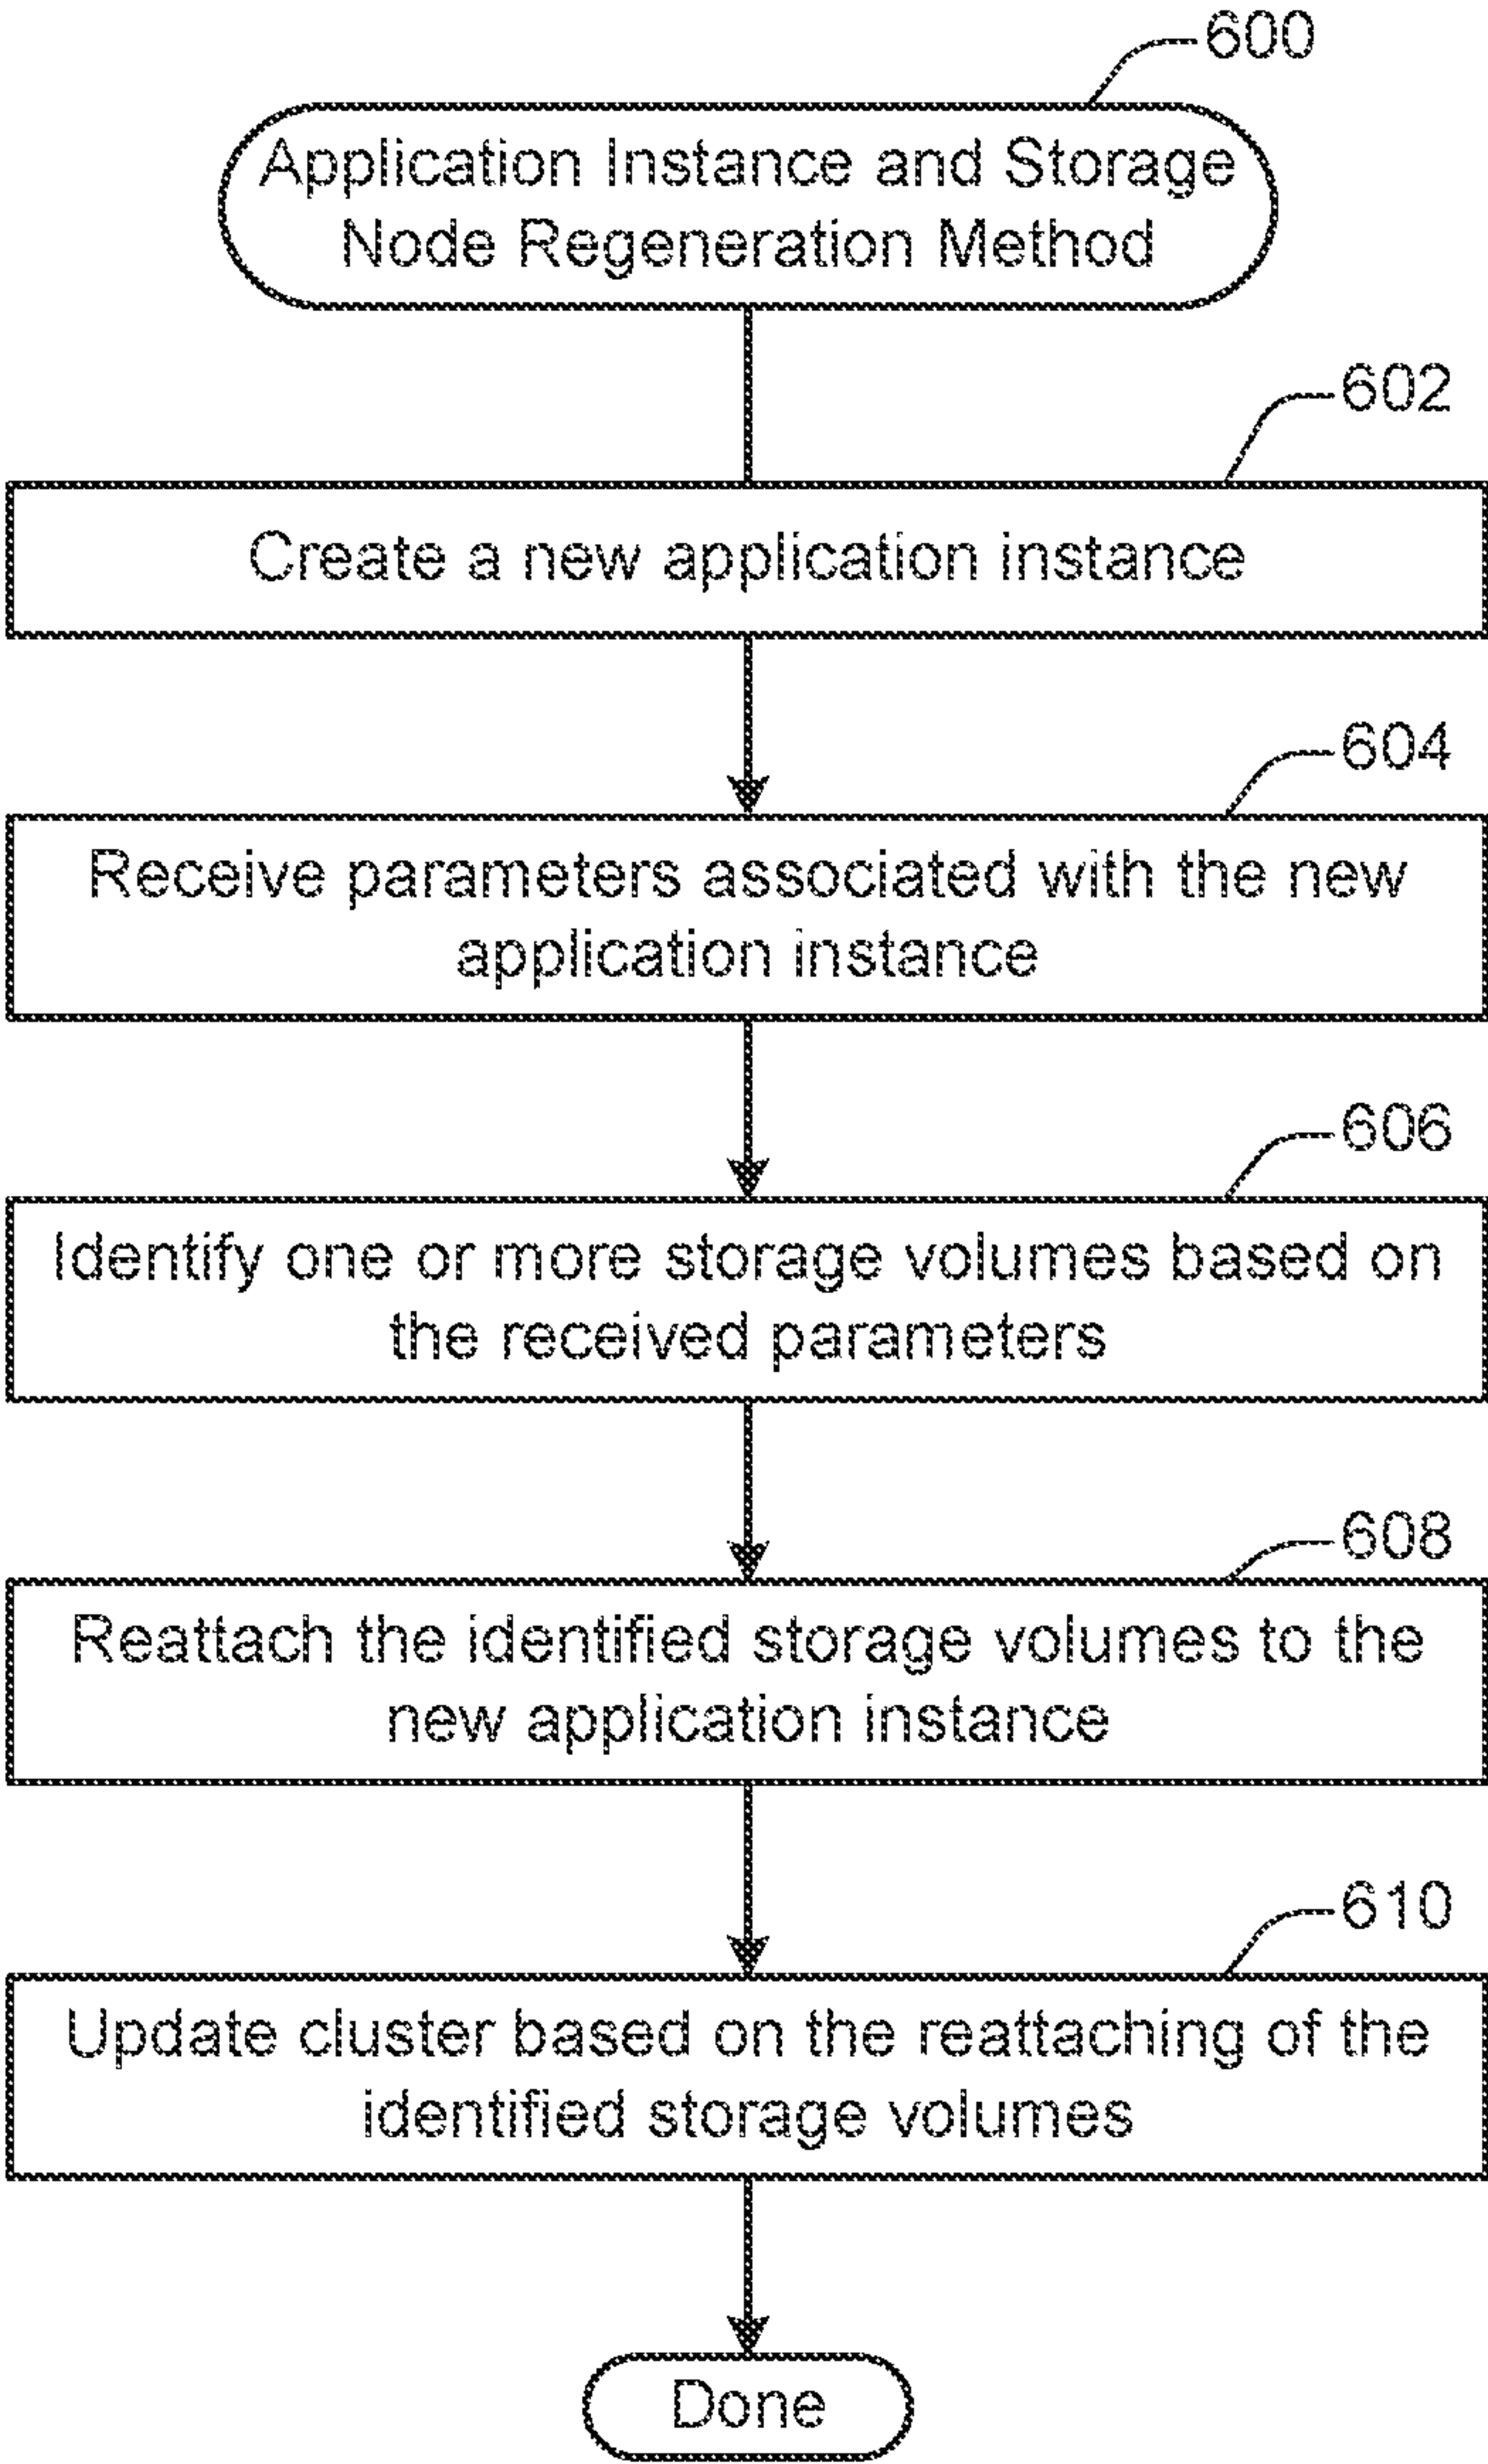 600
Application Instance and Storage
Node Regeneration Method
602
Create a new application instance
604
Receive parameters associated with the new
application instance
606
Identify one or more storage volumes based on
the received parameters
608
Reattach the identified storage volumes to the
new application instance
610
Update cluster based on the reattaching of the
identified storage volumes
Done